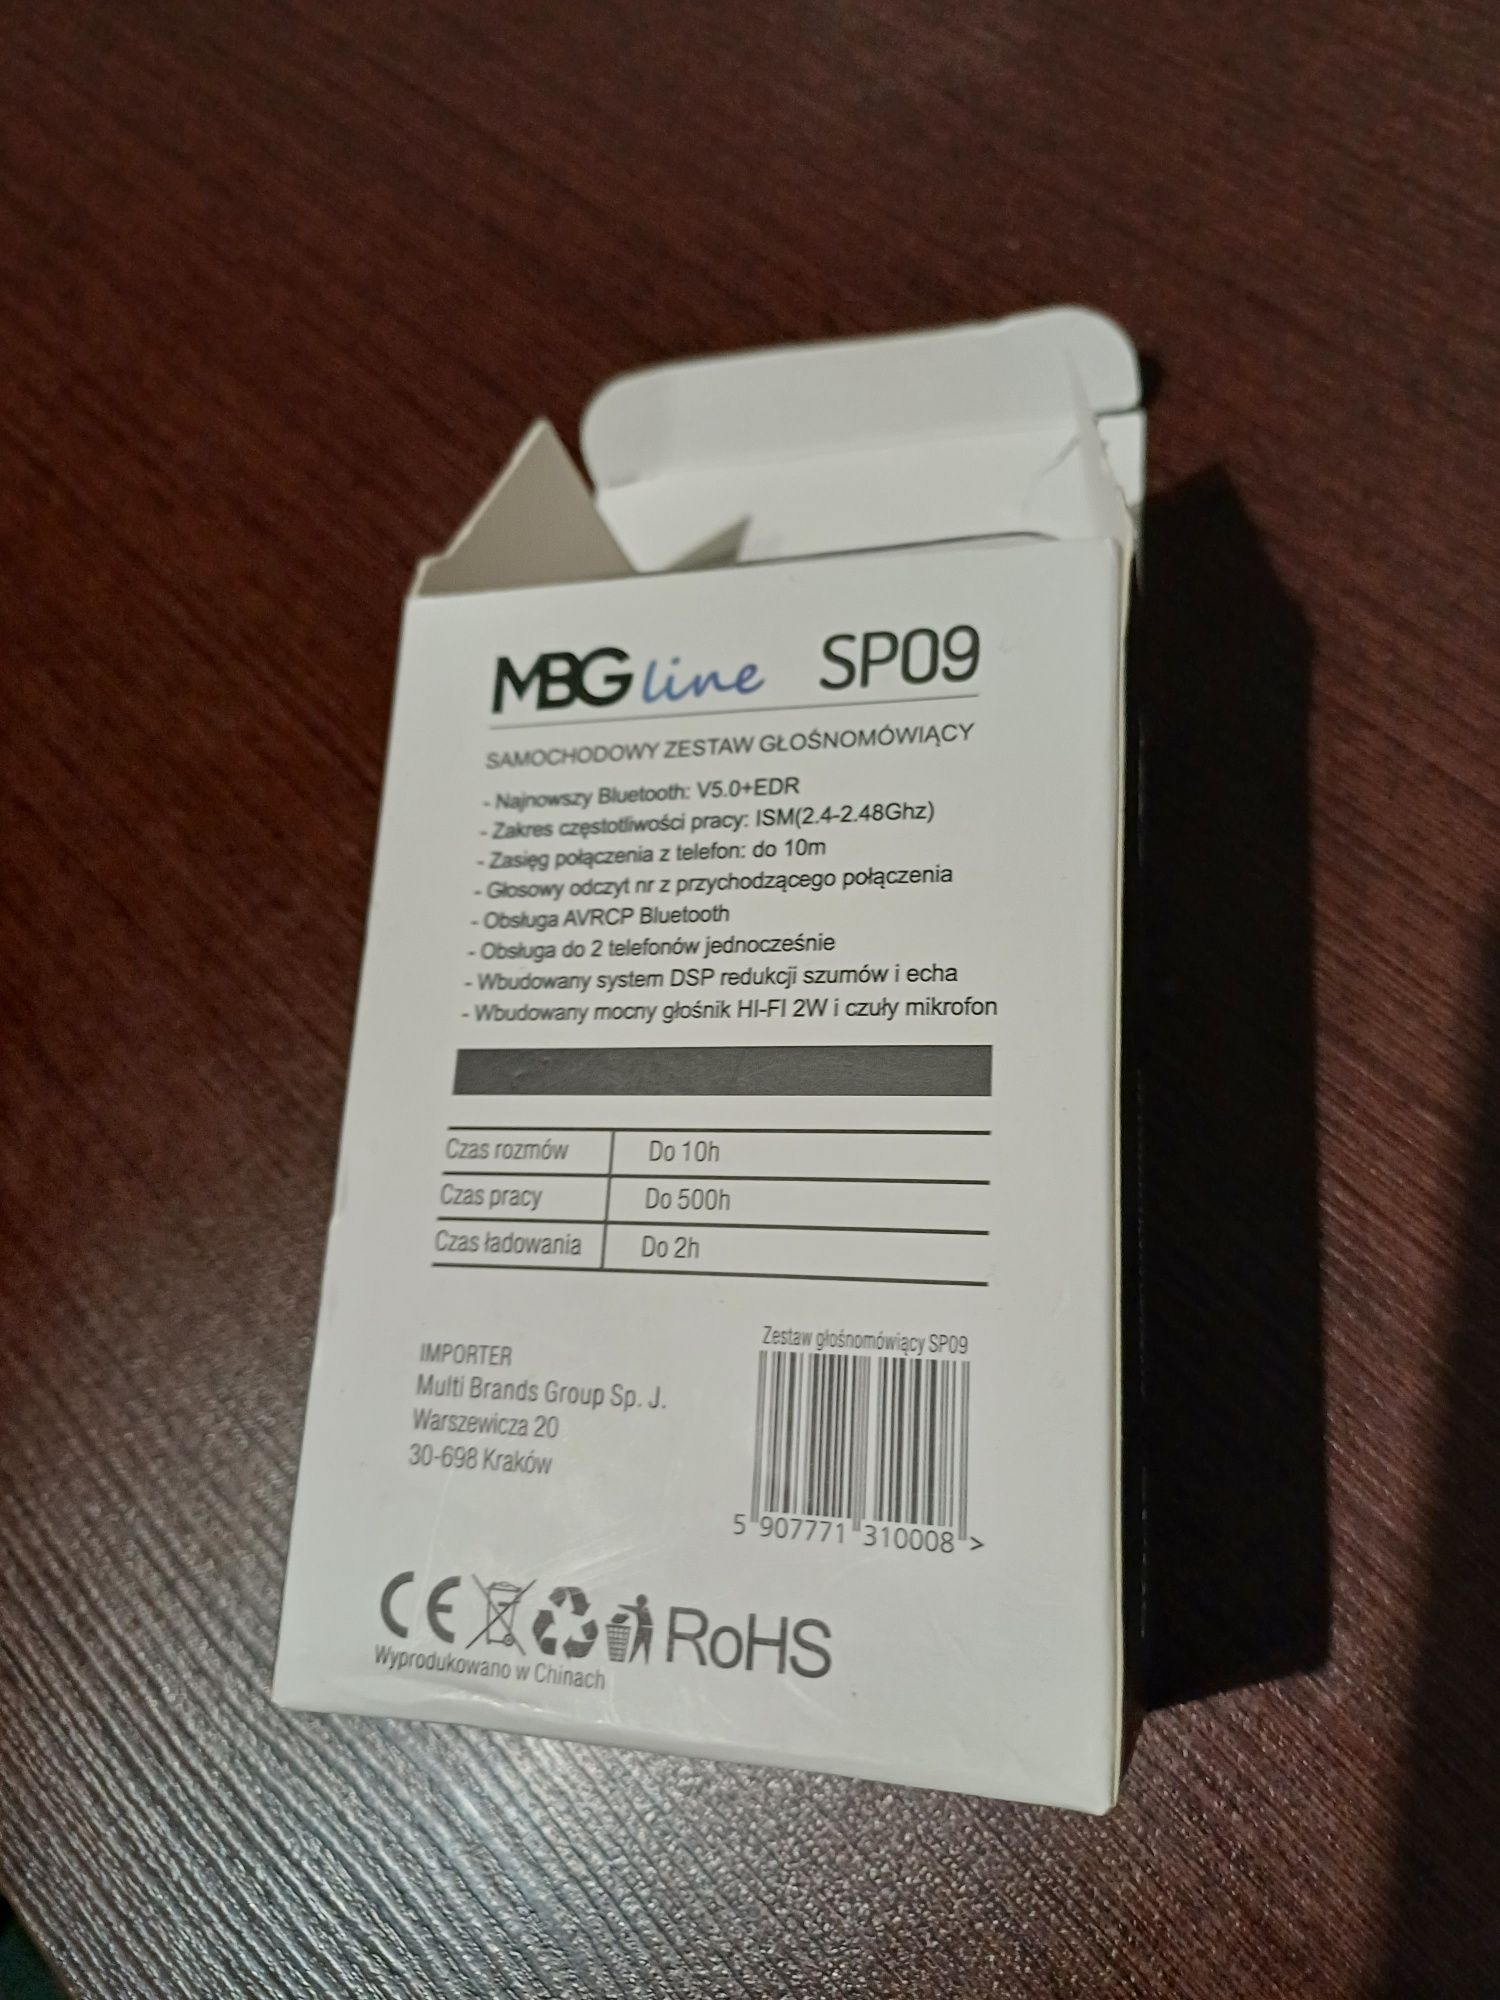 MBG line SP09
SAMOCHODOWY ZESTAW GŁOŚNOMÓWIĄCY
- Najnowszy Bluetooth: V5.0+EDR
- Zakres częstotliwości pracy: ISM(2.4-2.48Ghz)
- Zasięg połączenia z telefon: do 10m
- Głosowy odczyt nr z przychodzącego połączenia
- Obsługa AVRCP Bluetooth
- Obsługa do 2 telefonów jednocześnie
- Wbudowany system DSP redukcji szumów i echa
- Wbudowany mocny głośnik HI-FI 2W i czuły mikrofon
Czas rozmów Do 10h
Czas pracy Do 500h
Czas ładowania Do 2h
IMPORTER
Multi Brands Group Sp. J.
Warszewicza 20
30-698 Kraków
Zestaw głośnomówiący SP09
5 907771 310008 >
CE RoHS
Wyprodukowano w Chinach